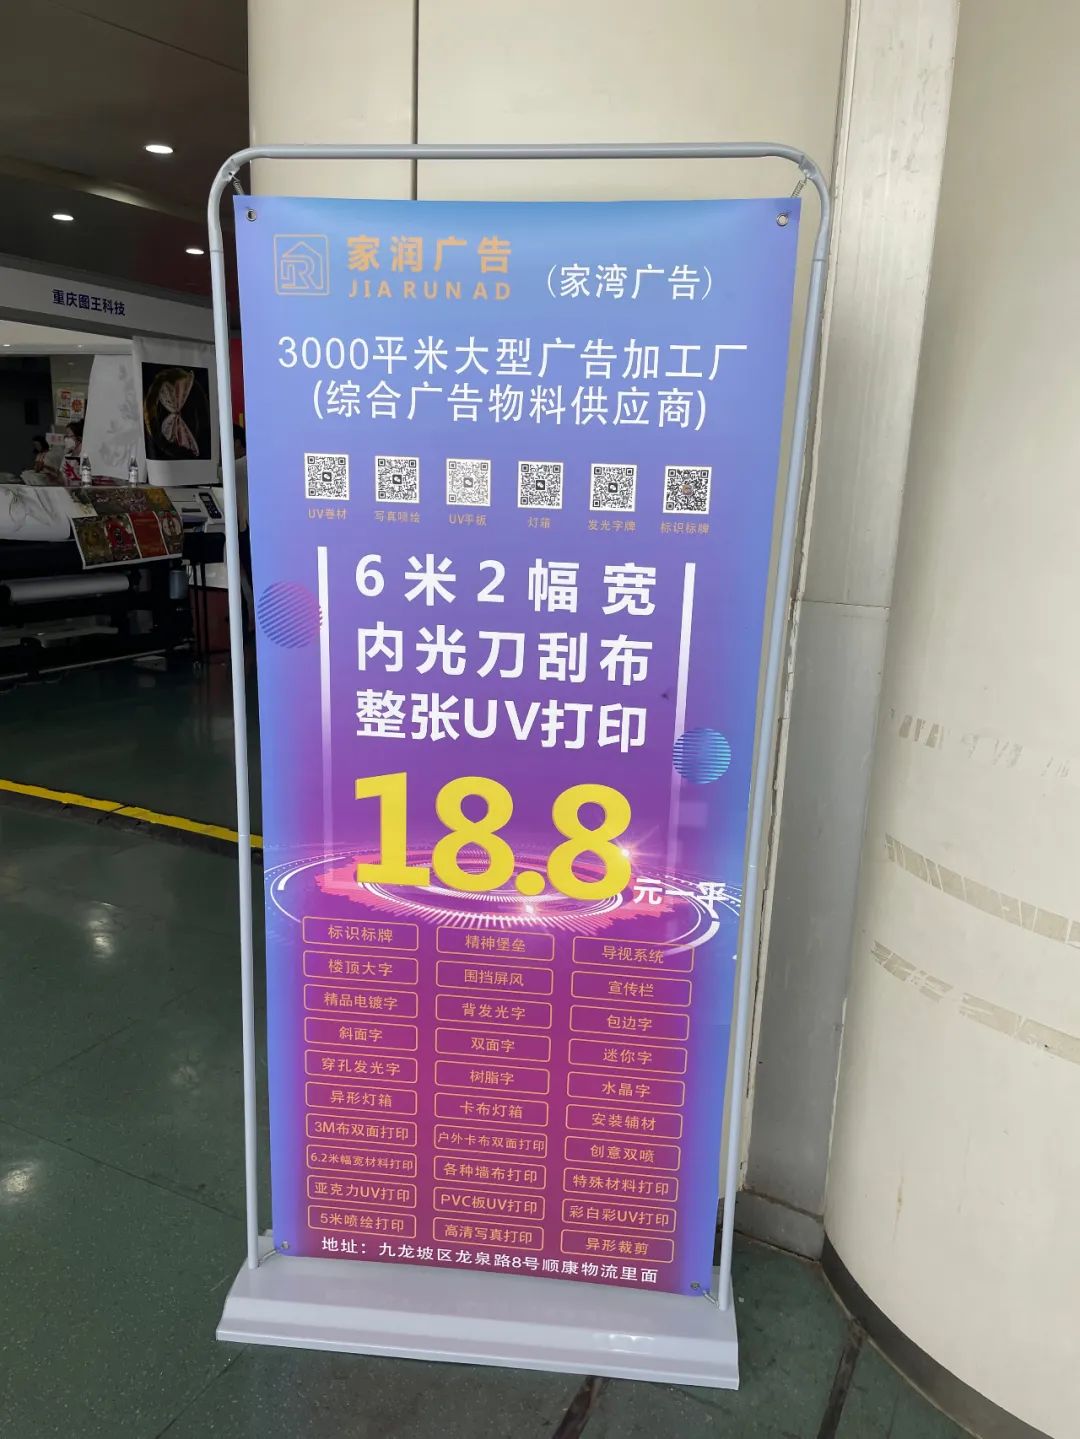 重庆图王科技
家润广告
JIA RUN AD
(家湾广告)
3000平米大型广告加工厂
(综合广告物料供应商)
UV卷材 写真喷绘 UV平板 灯箱 发光字牌 标识标牌
6米2幅宽
内光刀刮布
整张UV打印
18.8元一平
标识标牌 精神堡垒 导视系统
楼顶大字 围挡屏风 宣传栏
精品电镀字 背发光字 包边字
斜面字 双面字 迷你字
穿孔发光字 树脂字 水晶字
异形灯箱 卡布灯箱 安装辅材
3M布双面打印 户外卡布双面打印 创意双喷
6.2米幅宽材料打印 各种墙布打印 特殊材料打印
亚克力UV打印 PVC板UV打印 彩白彩UV打印
5米喷绘打印 高清写真打印 异形裁剪
地址：九龙坡区龙泉路8号顺康物流里面